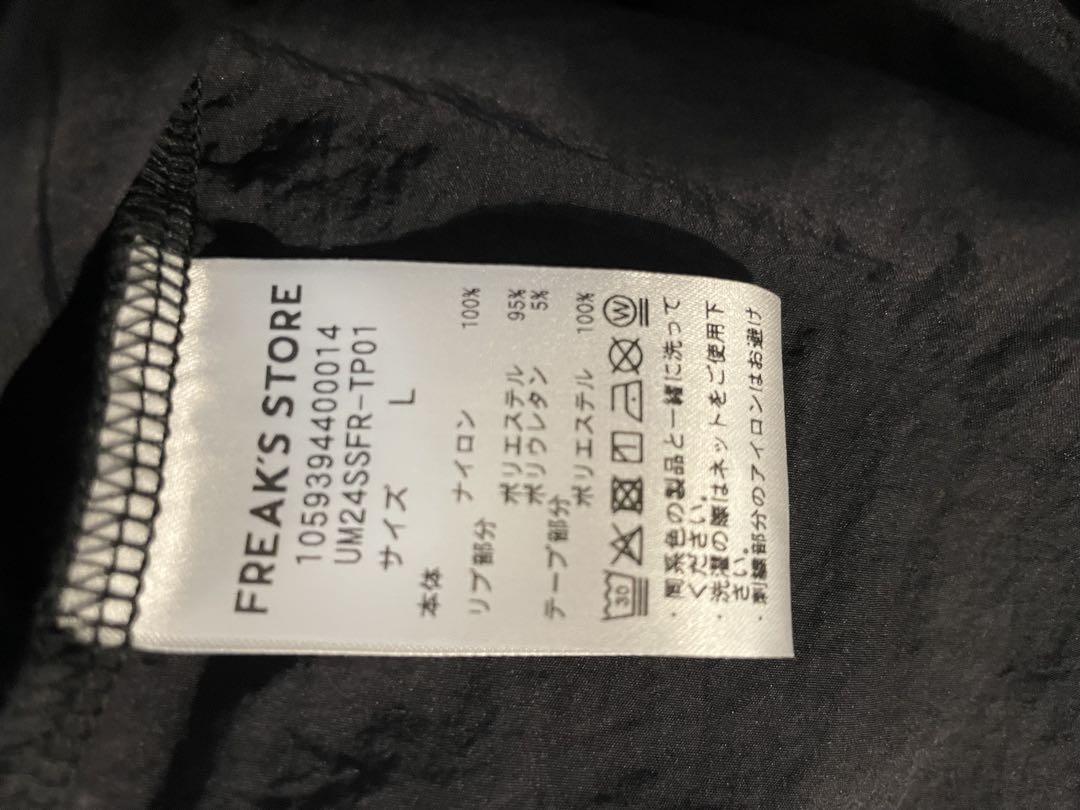 FREAK'S STORE
1059394400014
UM24SSFR-TP01
サイズ L
本体
ナイロン 100%
リブ部分
ポリエステル 95%
ポリウレタン 5%
テープ部分
ポリエステル 100%
30
W
・同系色の製品と一緒に洗って
ください。
・洗濯の際はネットをご使用下
さい。
・刺繍部分のアイロンはお避け